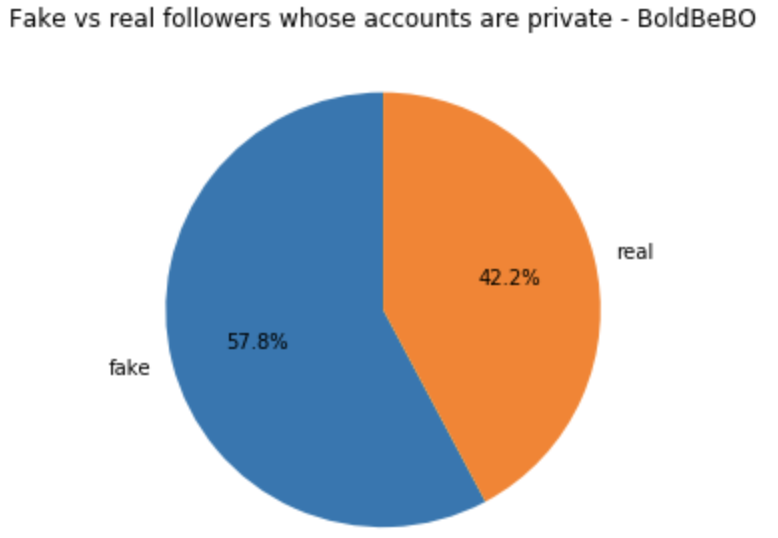 Fake vs real followers whose accounts are private - BoldBeBO
real
42.2%
57.8%
fake